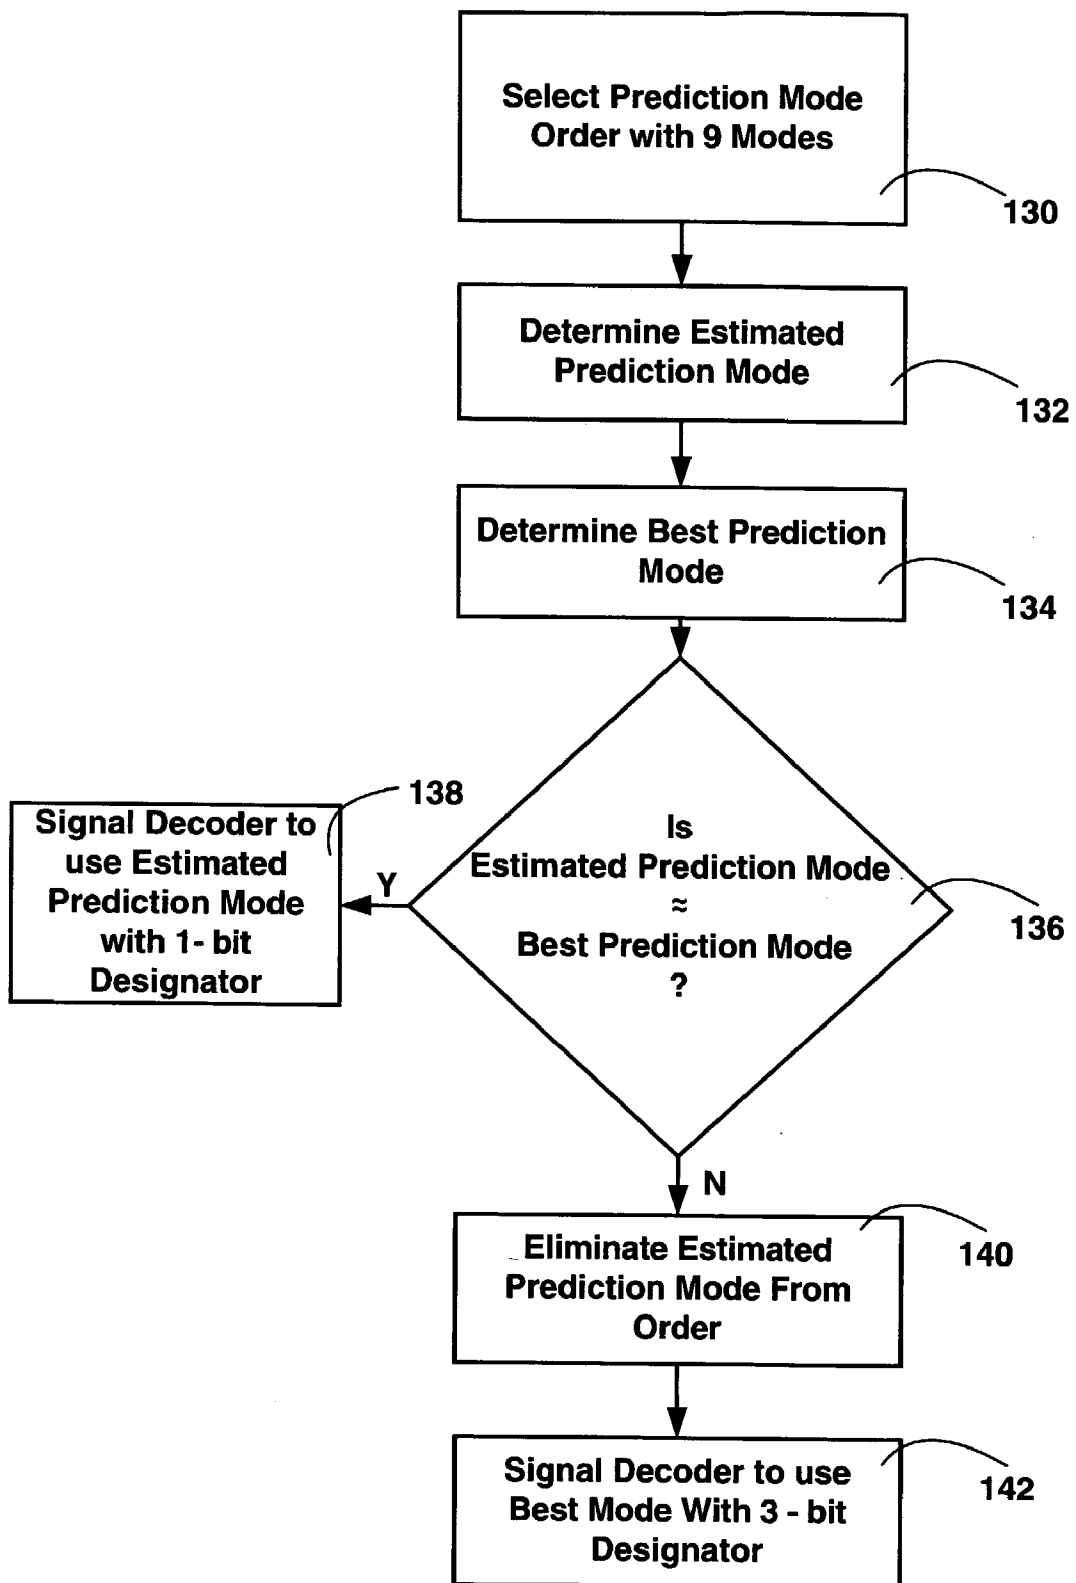 Select Prediction Mode
Order with 9 Modes
130
Determine Estimated
Prediction Mode
132
Determine Best Prediction
Mode
134
138
Signal Decoder to
use Estimated
Prediction Mode
with 1- bit
Designator
Y
Is
Estimated Prediction Mode
≈
Best Prediction Mode
?
136
N
Eliminate Estimated
Prediction Mode From
Order
140
Signal Decoder to use
Best Mode With 3 - bit
Designator
142